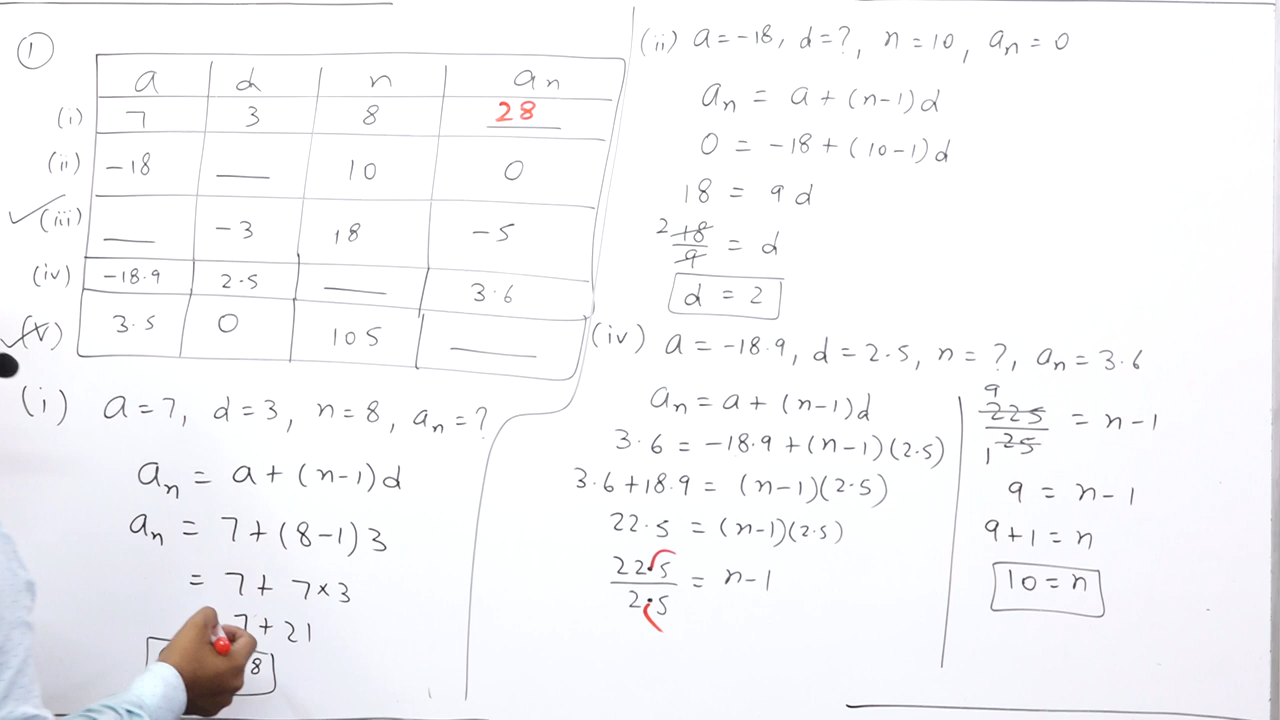 ①
a d n an
(i) 7 3 8 28
(ii) -18 ___ 10 0
(iii) ___ -3 18 -5
(iv) -18.9 2.5 ___ 3.6
(v) 3.5 0 105 ___
(i) a=7, d=3, n=8, an=?
an = a+(n-1)d
an = 7+(8-1)3
= 7+ 7×3
7+21
8
(ii) a=-18, d=?, n=10, an=0
an = a+(n-1)d
0 = -18+(10-1)d
18 = 9d
2 18/9 = d
d = 2
(iv) a=-18.9, d=2.5, n=?, an=3.6
an=a+(n-1)d
3.6=-18.9+(n-1)(2.5)
3.6+18.9= (n-1)(2.5)
22.5 =(n-1)(2.5)
22.5/2.5 = n-1
9 225/25 1 = n-1
9 = n-1
9+1=n
10=n